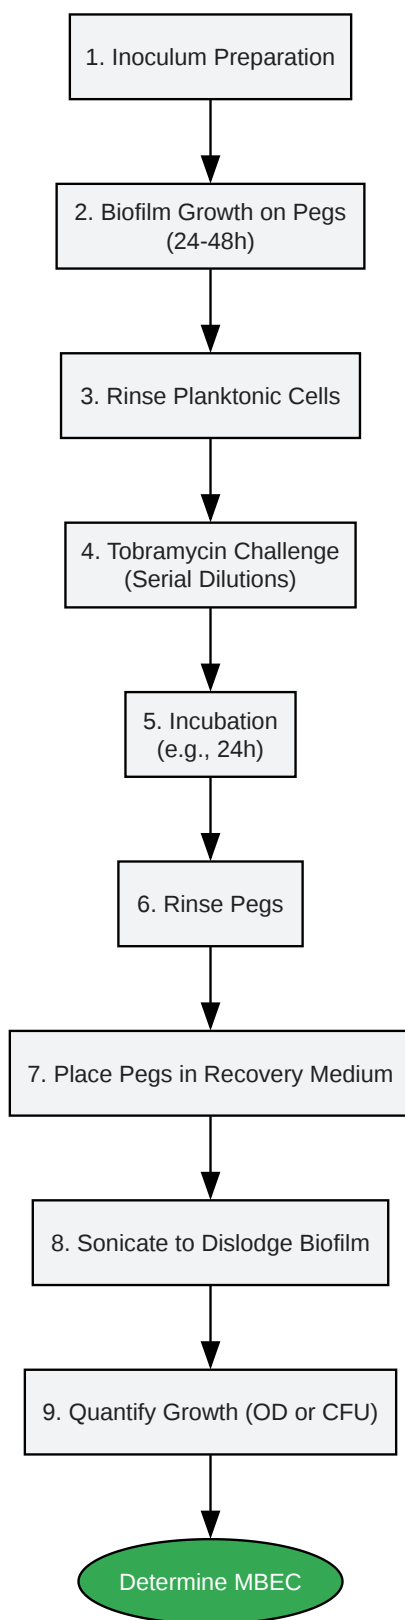 1. Inoculum Preparation
2. Biofilm Growth on Pegs
(24-48h)
3. Rinse Planktonic Cells
4. Tobramycin Challenge
(Serial Dilutions)
5. Incubation
(e.g., 24h)
6. Rinse Pegs
7. Place Pegs in Recovery Medium
8. Sonicate to Dislodge Biofilm
9. Quantify Growth (OD or CFU)
Determine MBEC